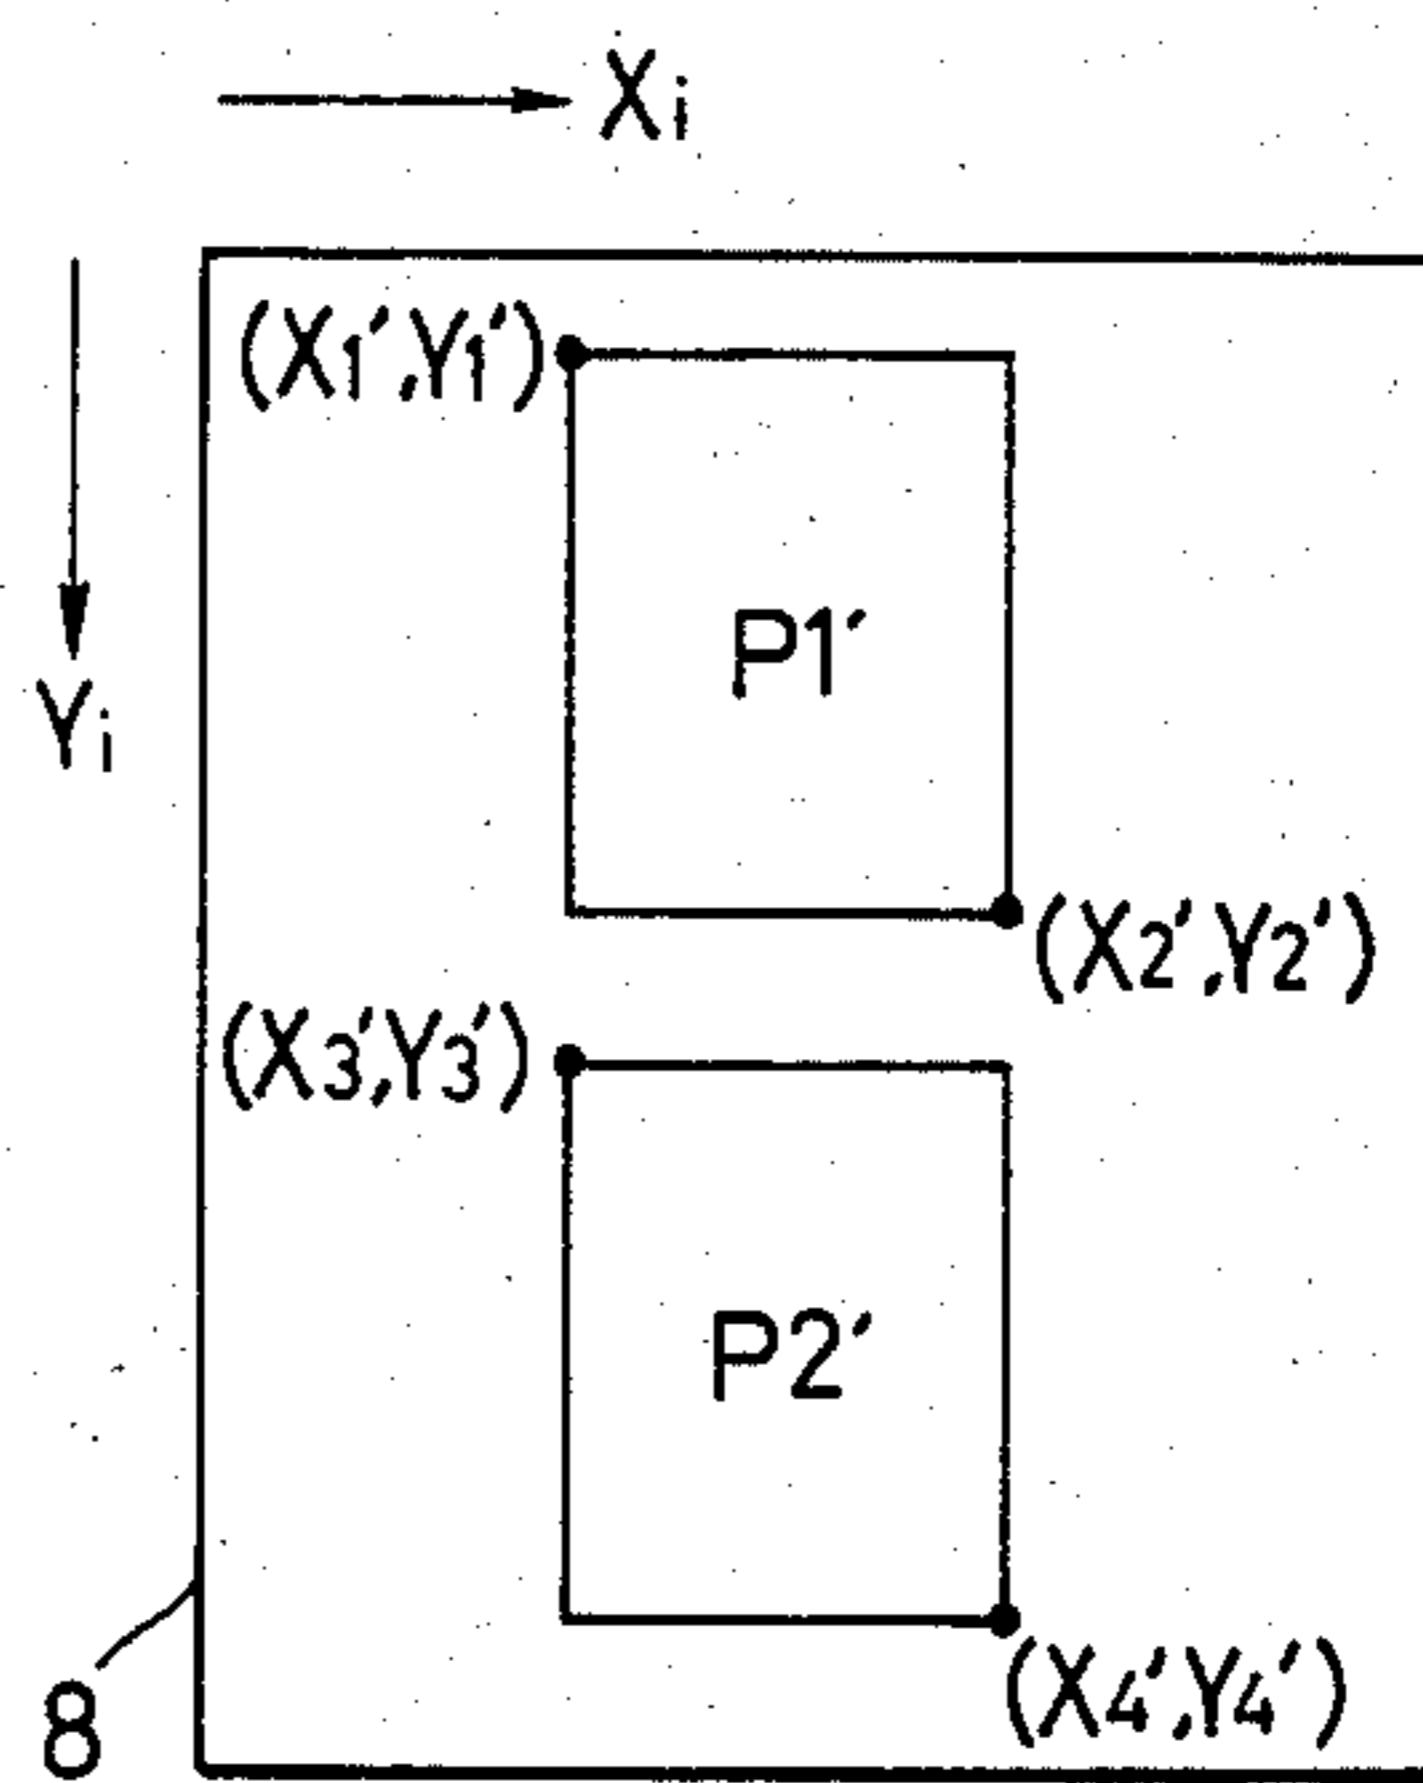 Xi
(X1′,Y1′)
P1′
Yi
(X2′,Y2′)
(X3′,Y3′)
P2′
8
(X4′,Y4′)